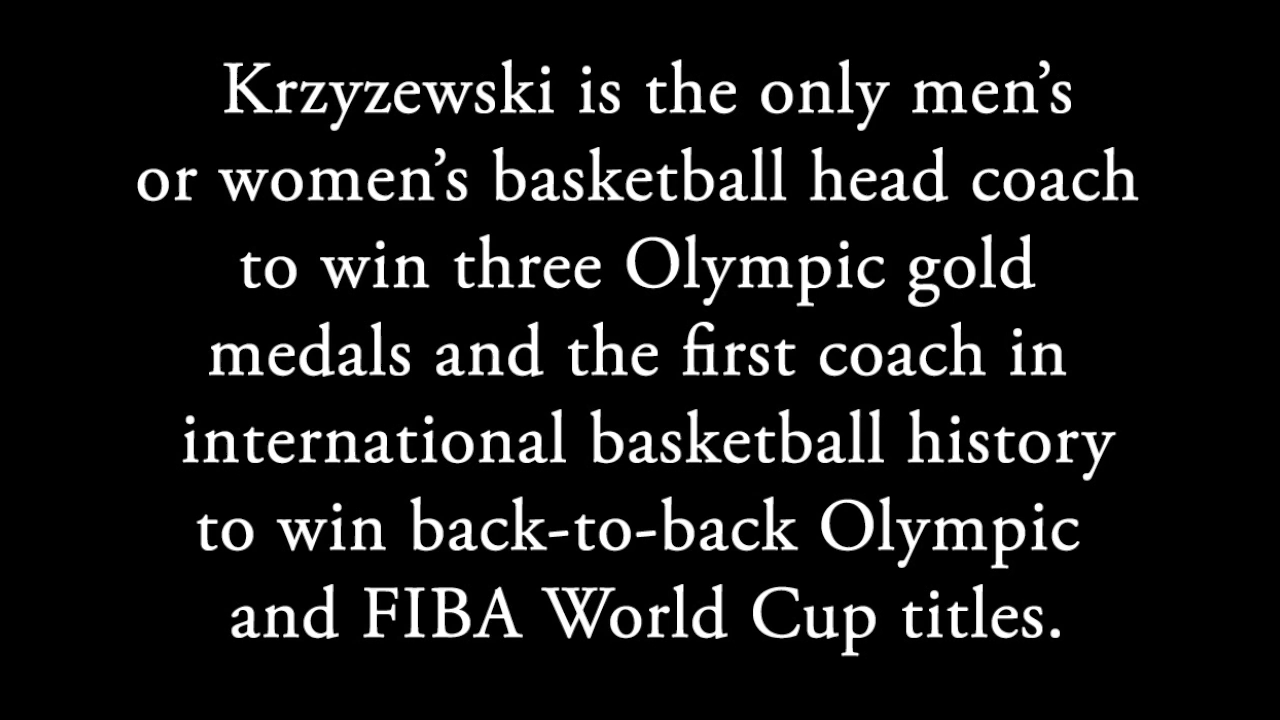 Krzyzewski is the only men’s
or women’s basketball head coach
to win three Olympic gold
medals and the first coach in
international basketball history
to win back-to-back Olympic
and FIBA World Cup titles.